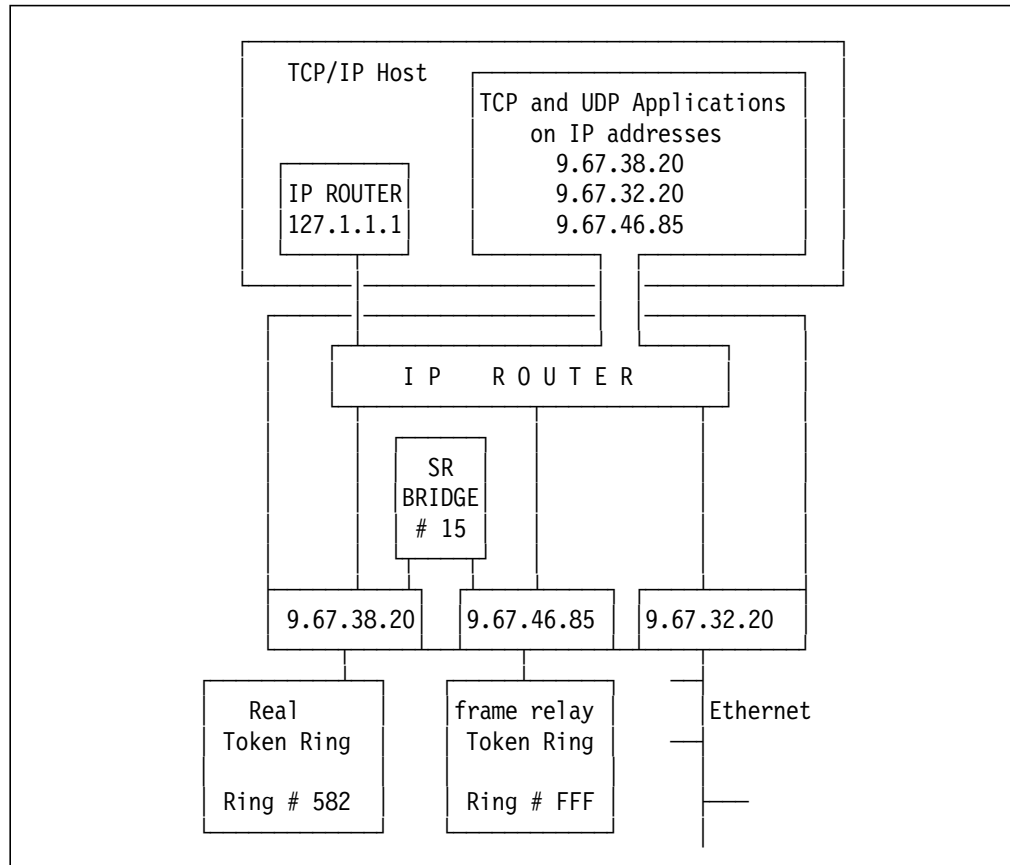 TCP/IP Host
TCP and UDP Applications
on IP addresses
9.67.38.20
9.67.32.20
9.67.46.85
IP ROUTER
127.1.1.1
I P R O U T E R
SR
BRIDGE
# 15
9.67.38.20
9.67.46.85
9.67.32.20
Real
Token Ring
Ring # 582
frame relay
Token Ring
Ring # FFF
Ethernet